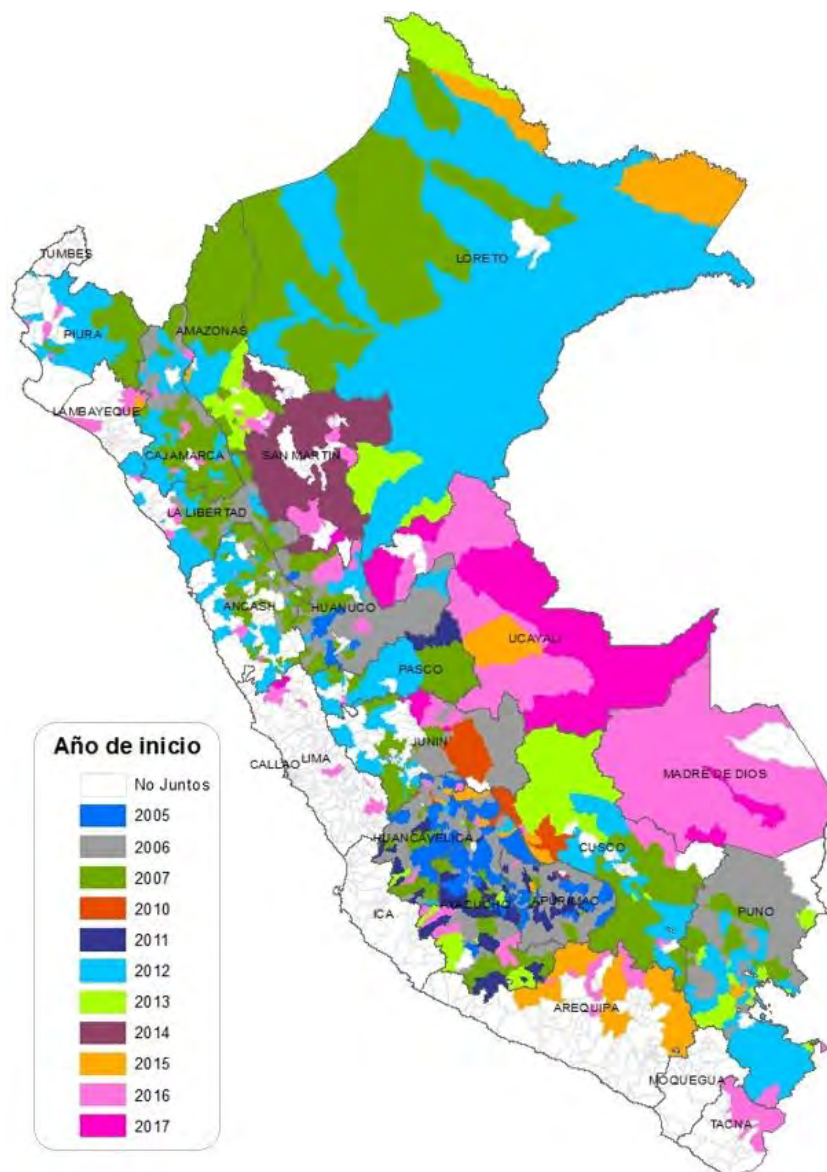 TUMBES
LORETO
PIURA
AMAZONAS
LAMBAYEQUE
CAJAMARCA
SAN MARTIN
LA LIBERTAD
ANCASH
HUANUCO
UCAYALI
PASCO
JUNIN
CALLAO
LIMA
MADRE DE DIOS
HUANCAVELICA
CUSCO
AYACUCHO
APURIMAC
ICA
PUNO
AREQUIPA
MOQUEGUA
TACNA
Año de inicio
No Juntos
2005
2006
2007
2010
2011
2012
2013
2014
2015
2016
2017